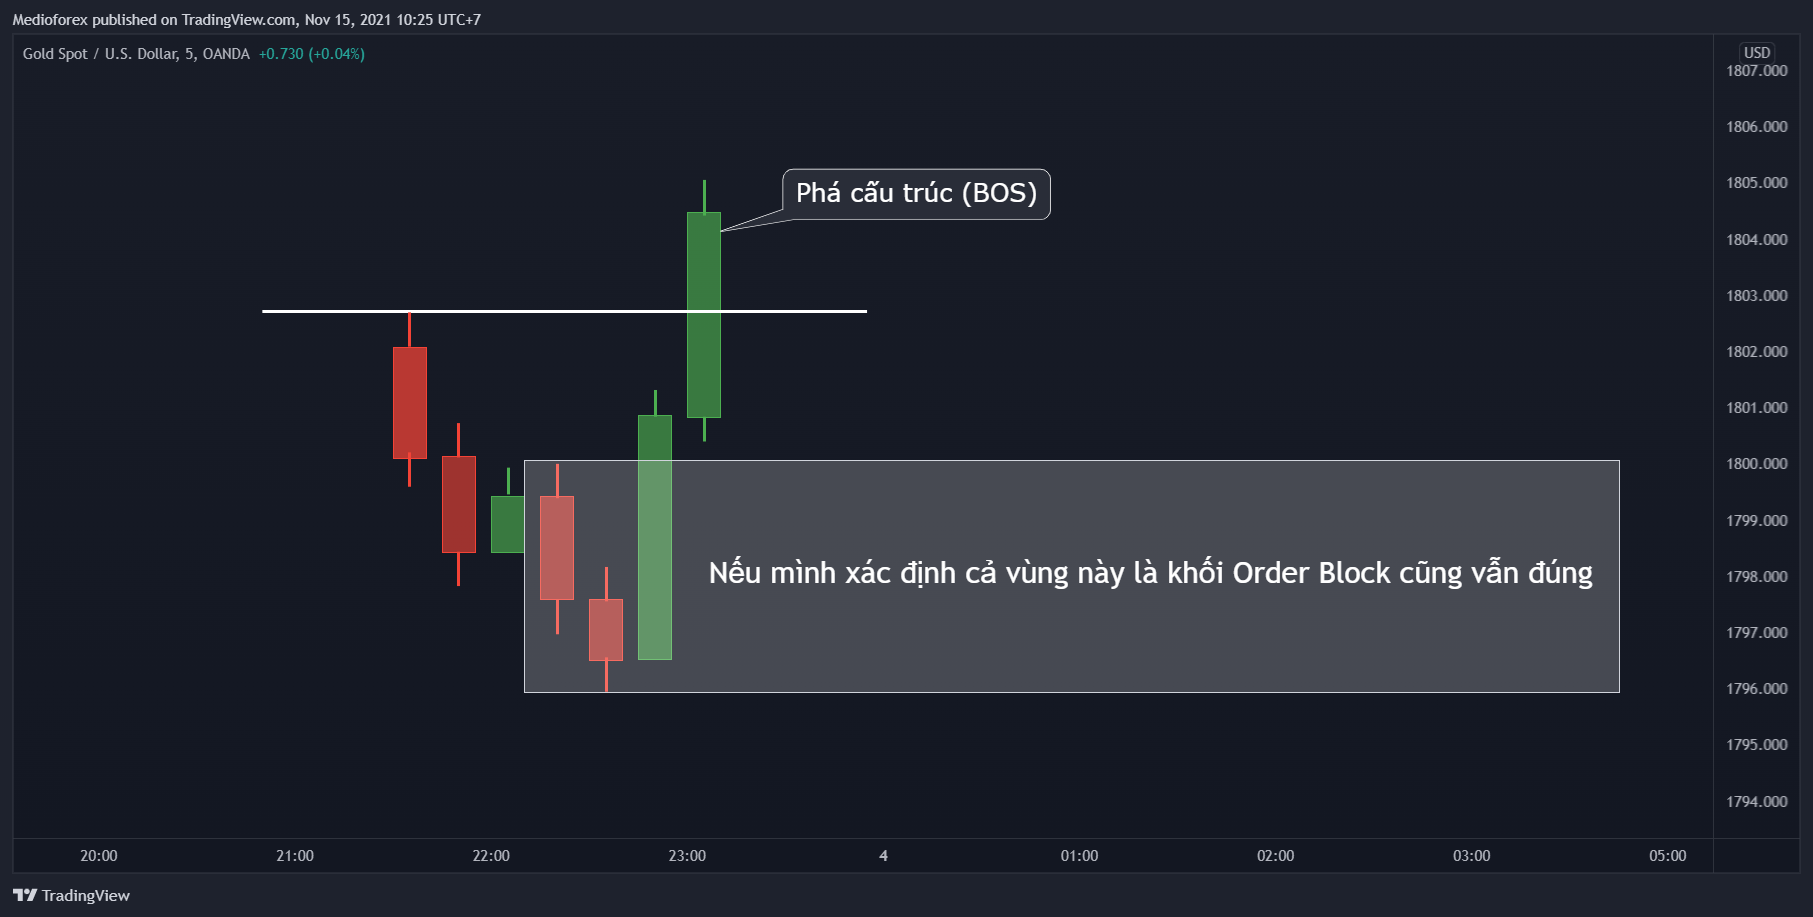 Medioforex published on TradingView.com, Nov 15, 2021 10:25 UTC+7
Gold Spot / U.S. Dollar, 5, OANDA +0.730 (+0.04%)
USD
1807.000
1806.000
1805.000
1804.000
1803.000
1802.000
1801.000
1800.000
1799.000
1798.000
1797.000
1796.000
1795.000
1794.000
Phá cấu trúc (BOS)
Nếu mình xác định cả vùng này là khối Order Block cũng vẫn đúng
20:00 21:00 22:00 23:00 4 01:00 02:00 03:00 05:00
TradingView